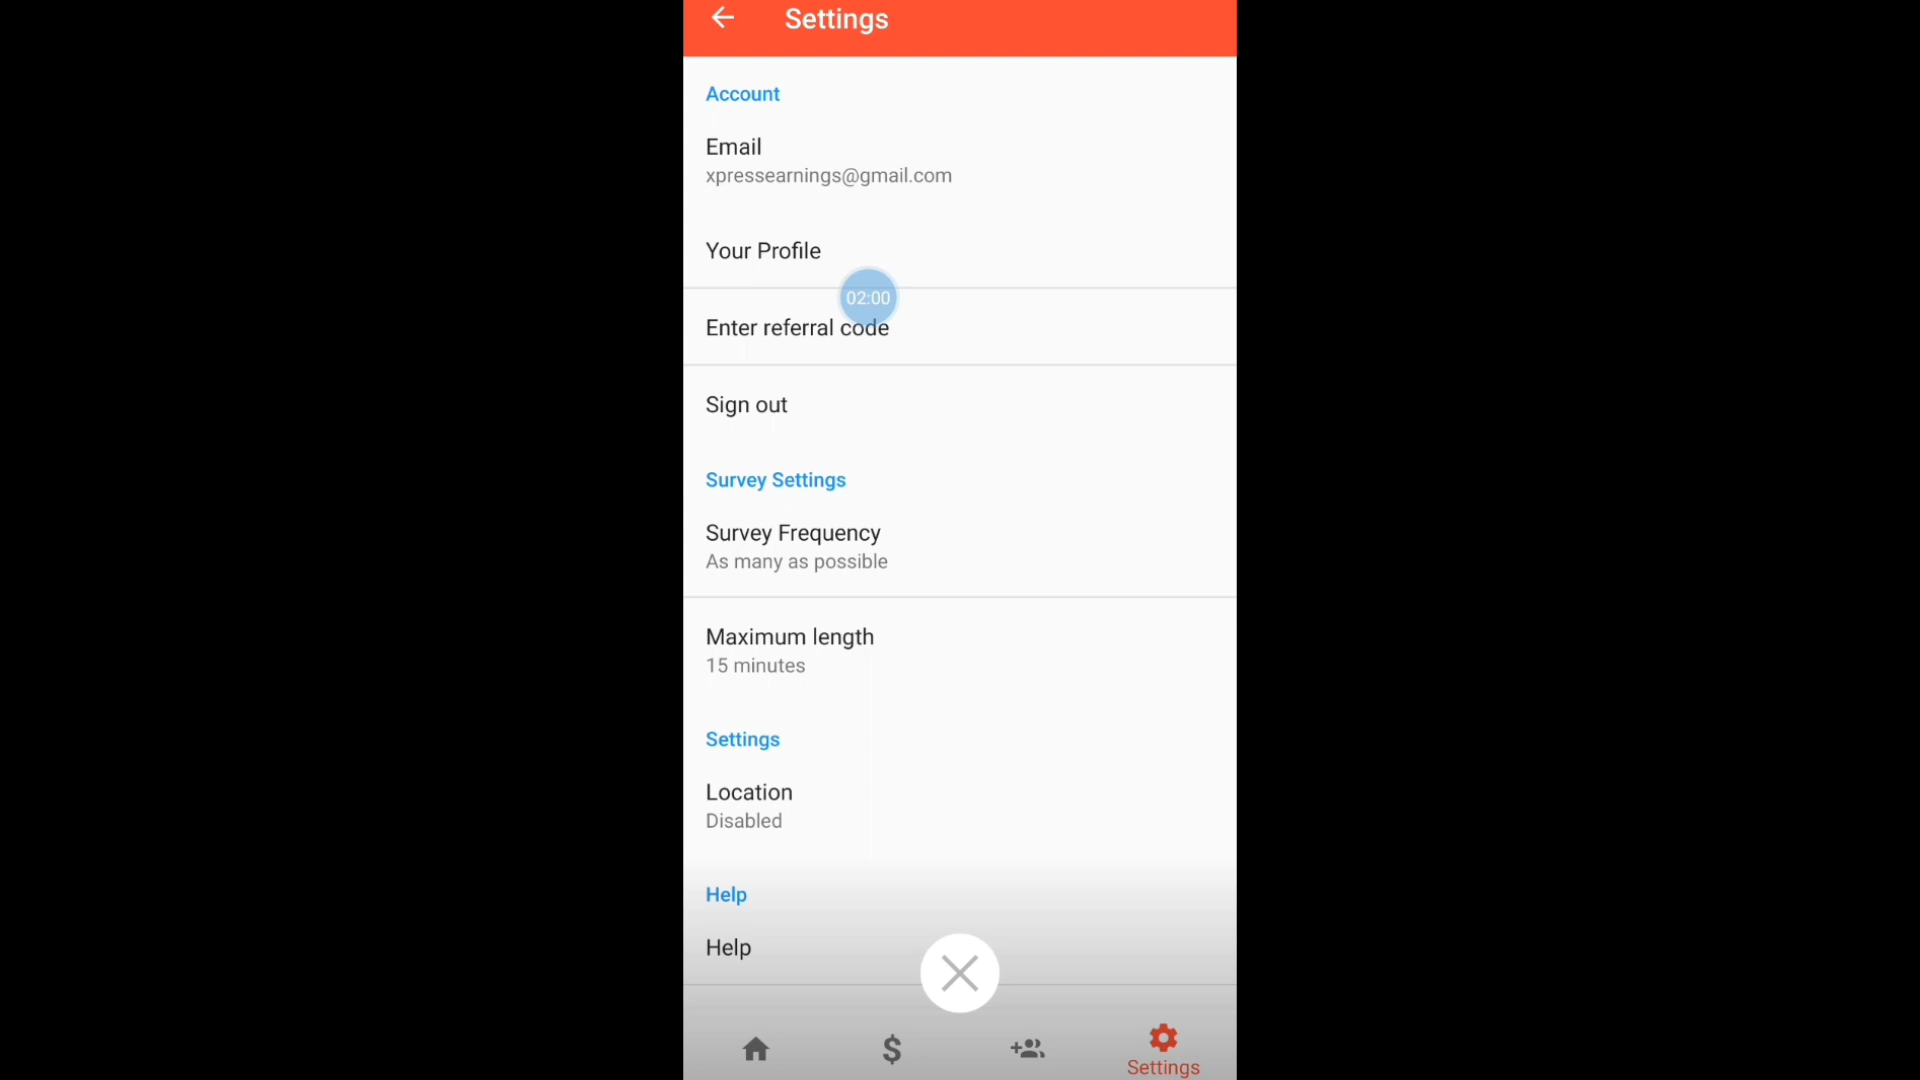 Settings
Account
Email
xpressearnings@gmail.com
Your Profile
02:00
Enter referral code
Sign out
Survey Settings
Survey Frequency
As many as possible
Maximum length
15 minutes
Settings
Location
Disabled
Help
Help
$
Settings